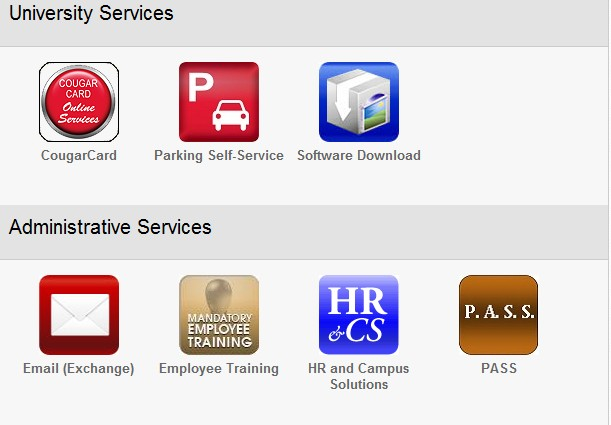 University Services
COUGAR
CARD
Online
Services
P
CougarCard
Parking Self-Service
Software Download
Administrative Services
MANDATORY
EMPLOYEE
TRAINING
HR
&CS
P.A.S.S.
Email (Exchange)
Employee Training
HR and Campus
Solutions
PASS